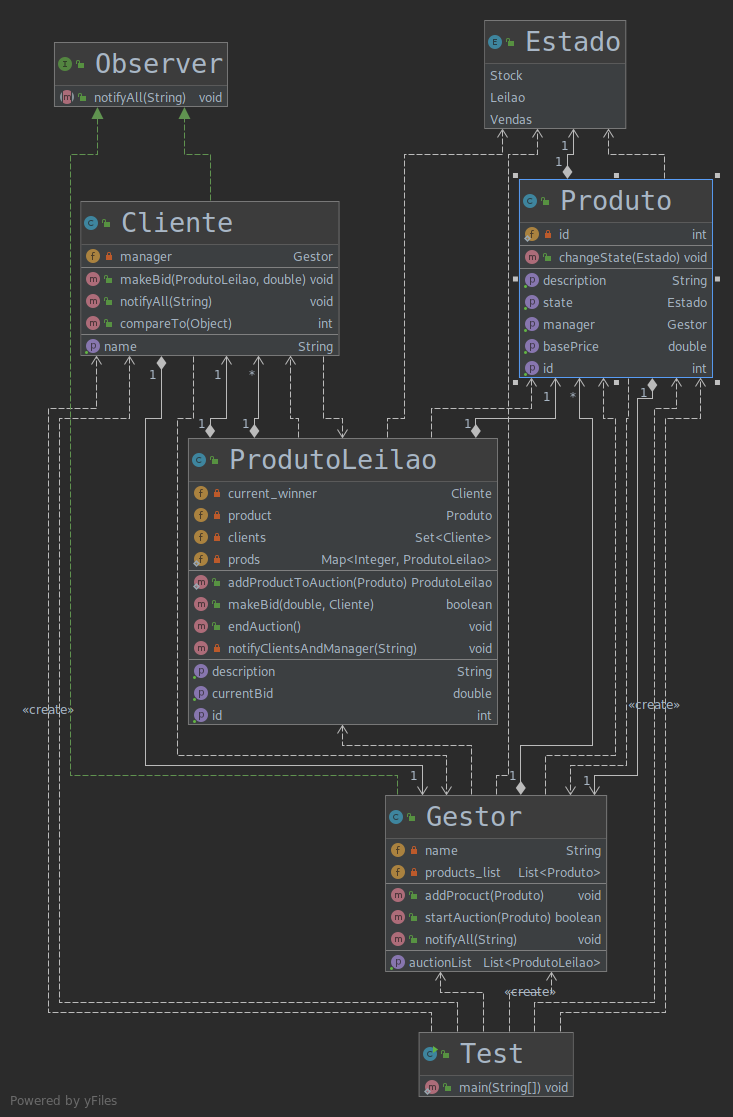 Observer
notifyAll(String) void
Estado
Stock
Leilao
Vendas
1
1
Produto
id int
changeState(Estado) void
description String
state Estado
manager Gestor
basePrice double
id int
Cliente
manager Gestor
makeBid(ProdutoLeilao, double) void
notifyAll(String) void
compareTo(Object) int
name String
1 1 *
1 1
1 * 1
1
ProdutoLeilao
current_winner Cliente
product Produto
clients Set<Cliente>
prods Map<Integer, ProdutoLeilao>
addProductToAuction(Produto) ProdutoLeilao
makeBid(double, Cliente) boolean
endAuction() void
notifyClientsAndManager(String) void
description String
currentBid double
id int
«create»
«create»
1 1 1
Gestor
name String
products_list List<Produto>
addProcuct(Produto) void
startAuction(Produto) boolean
notifyAll(String) void
auctionList List<ProdutoLeilao>
«create»
Test
main(String[]) void
Powered by yFiles